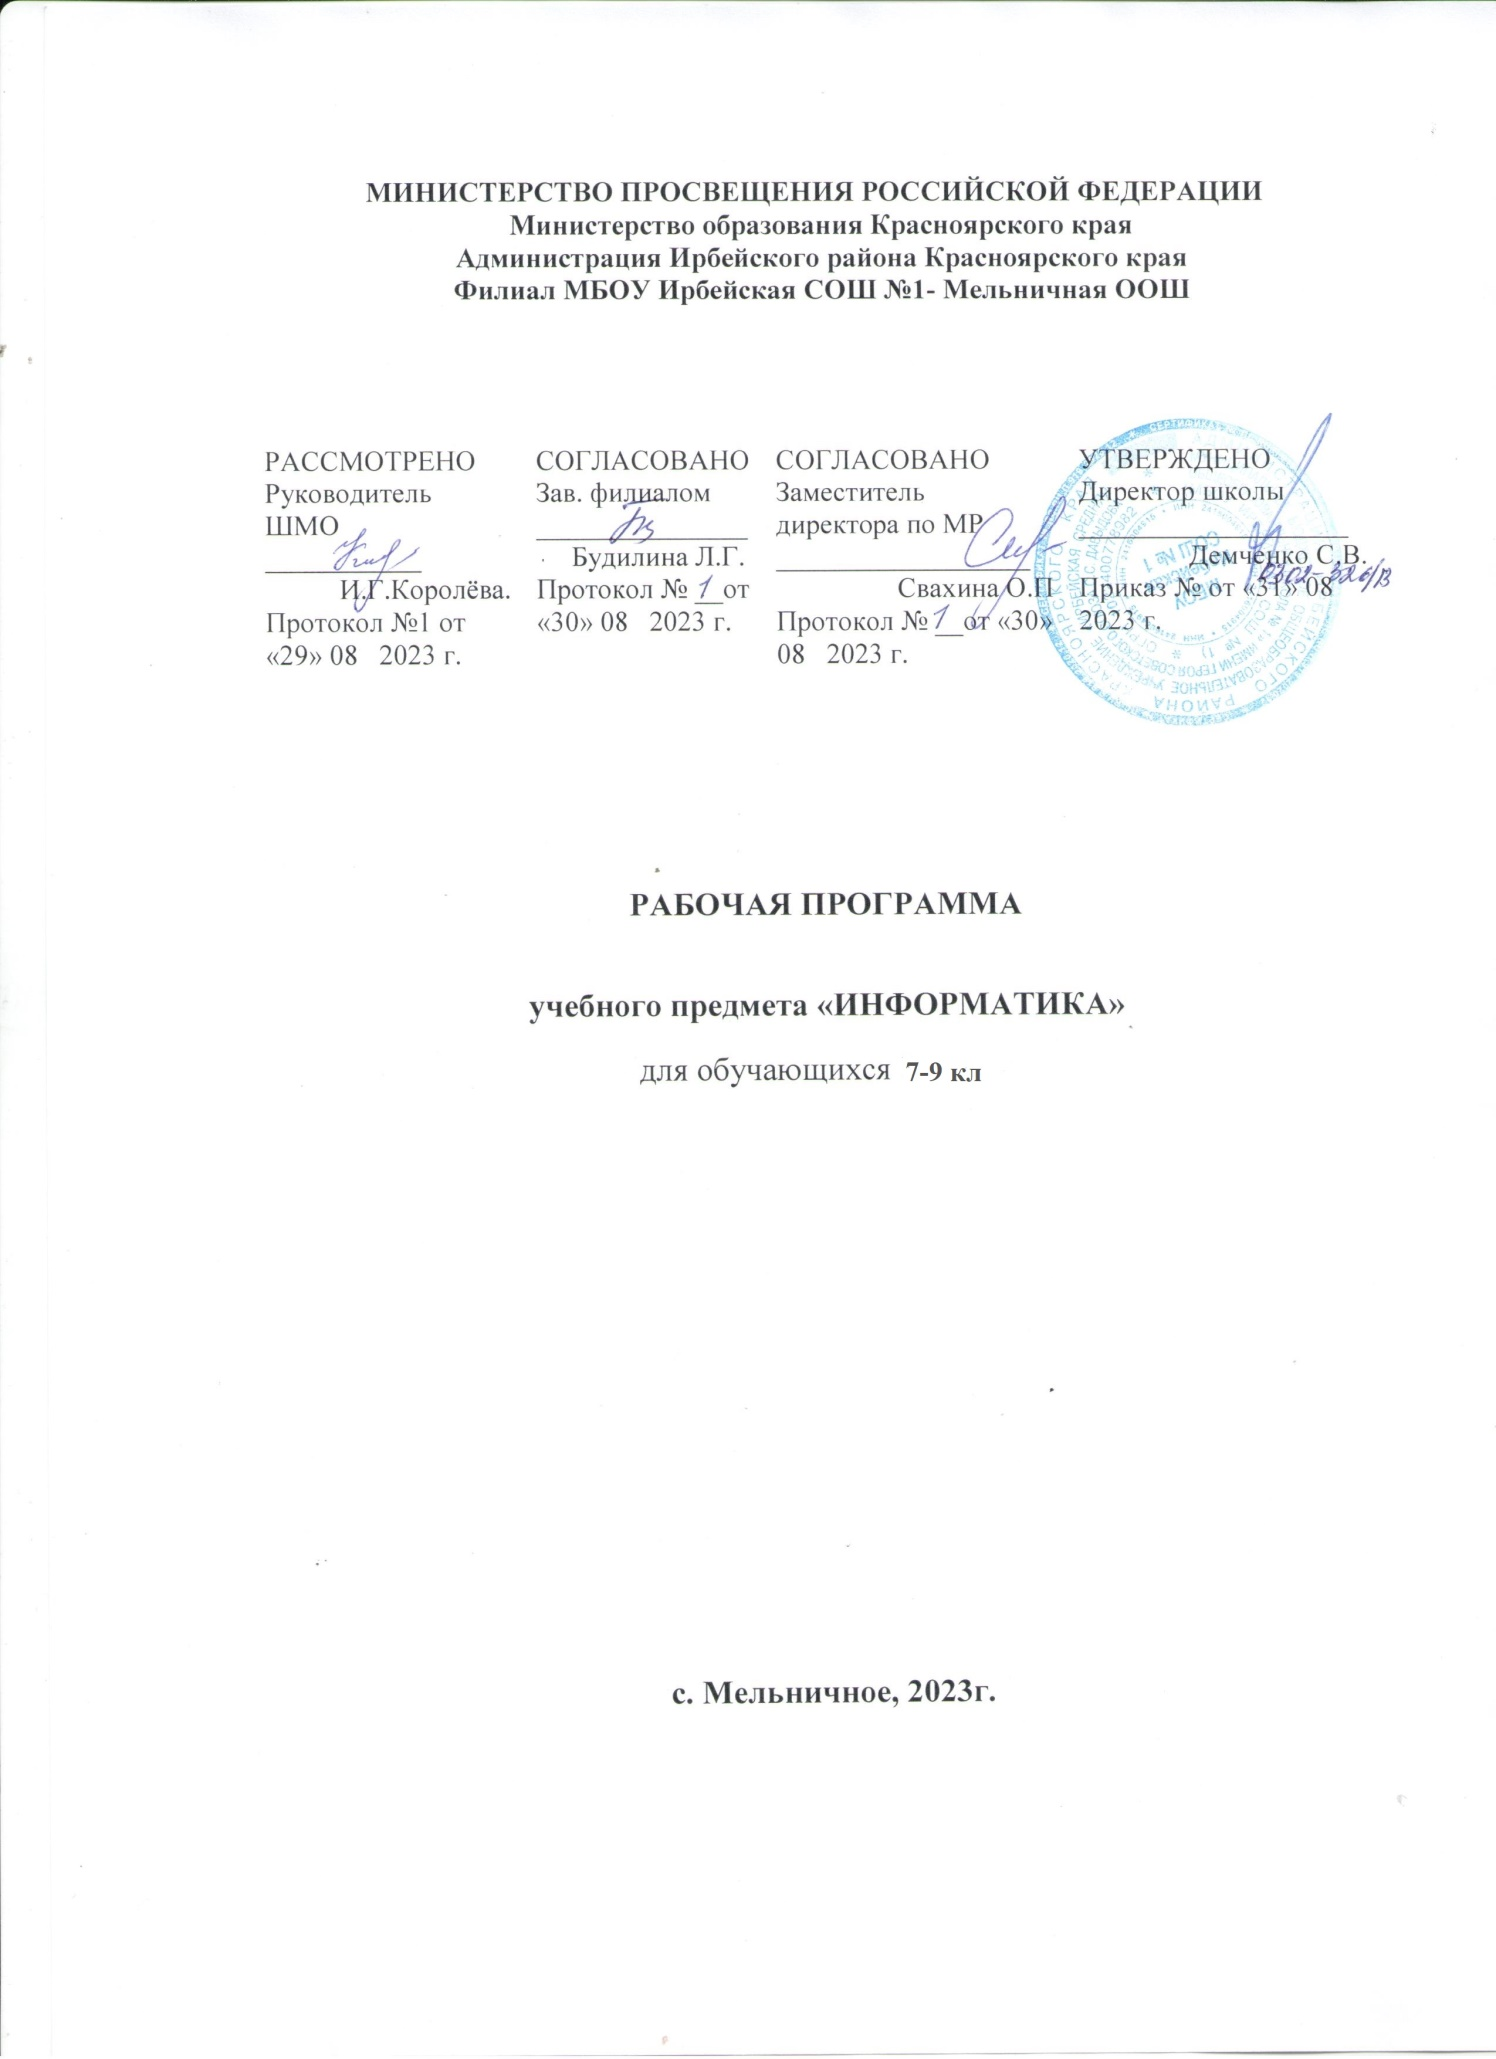 МИНИСТЕРСТВО ПРОСВЕЩЕНИЯ РОССИЙСКОЙ ФЕДЕРАЦИИ
Министерство образования Красноярского края
Администрация Ирбейского района Красноярского края
Филиал МБОУ Ирбейская СОШ №1- Мельничная ООШ
РАССМОТРЕНО
Руководитель
ШМО
И.Г.Королёва.
Протокол №1 от
«29» 08 2023 г.
СОГЛАСОВАНО
Зав. филиалом
Будилина Л.Г.
Протокол № 1 от
«30» 08 2023 г.
СОГЛАСОВАНО
Заместитель
директора по МР
Свахина О.П
Протокол № 1 от «30»
08 2023 г.
УТВЕРЖДЕНО
Директор школы
Демченко С.В.
0302-326/в
Приказ № от «31» 08
2023 г.
РАБОЧАЯ ПРОГРАММА
учебного предмета «ИНФОРМАТИКА»
для обучающихся 7-9 кл
с. Мельничное, 2023г.